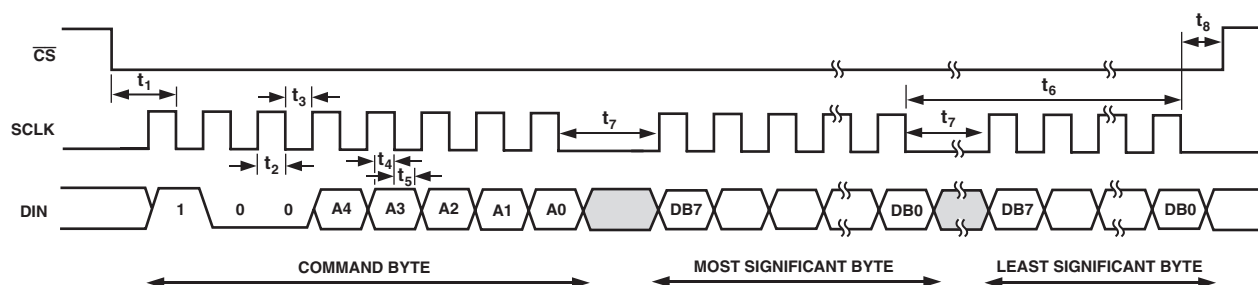 CS
t8
t1
t3
t6
SCLK
t7
t7
t2
t4
t5
DIN
1 0 0 A4 A3 A2 A1 A0 DB7 DB0 DB7 DB0
COMMAND BYTE MOST SIGNIFICANT BYTE LEAST SIGNIFICANT BYTE